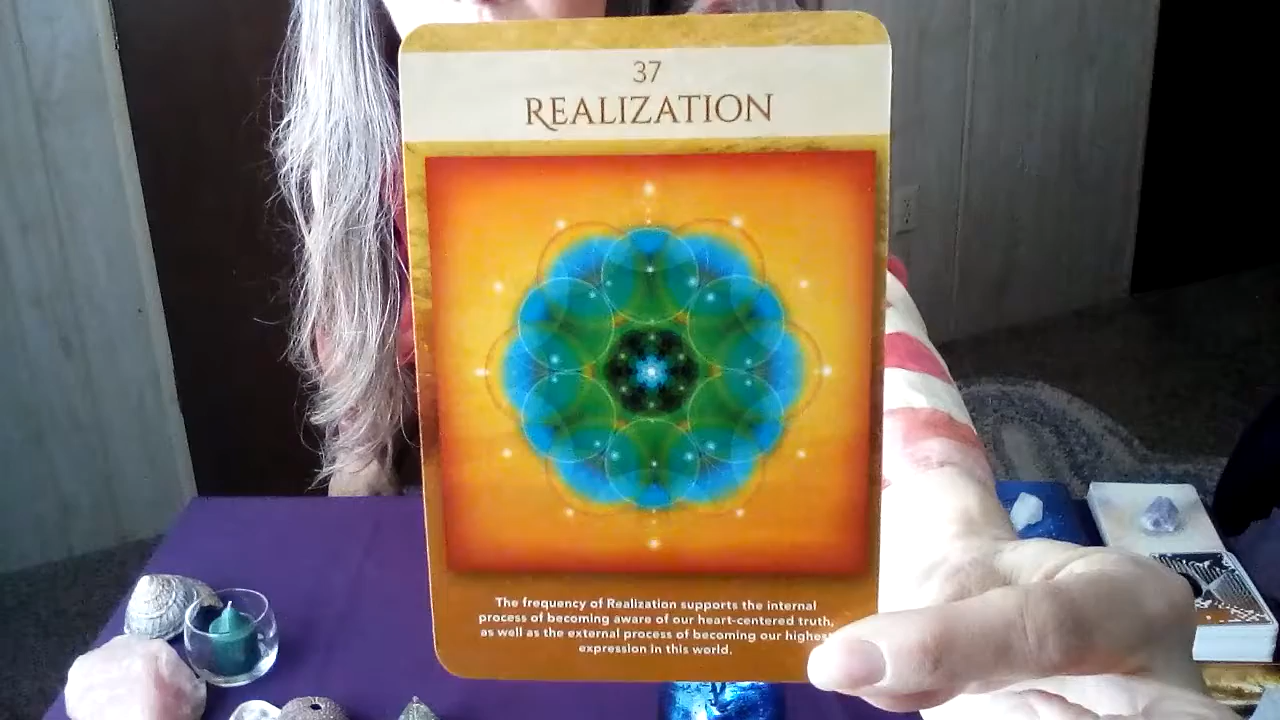 37
REALIZATION
The frequency of Realization supports the internal
process of becoming aware of our heart-centered truth,
as well as the external process of becoming our highest
expression in this world.